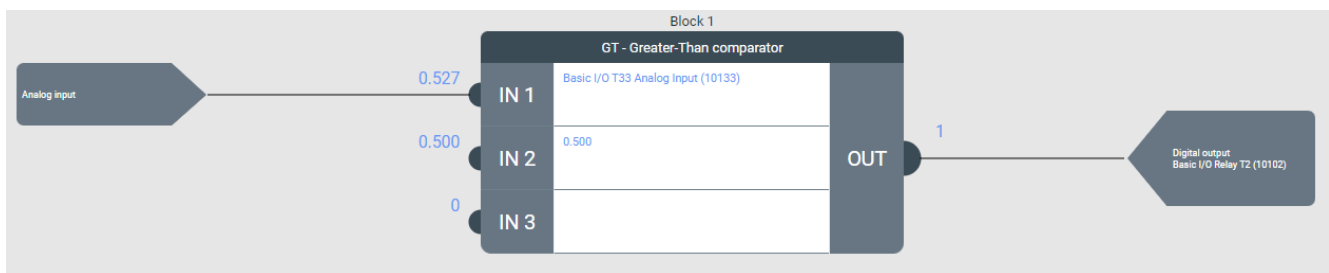 Block 1
GT - Greater-Than comparator
Analog input
0.527
IN 1
Basic I/O T33 Analog Input (10133)
0.500
IN 2
0.500
OUT
1
Digital output
Basic I/O Relay T2 (10102)
0
IN 3